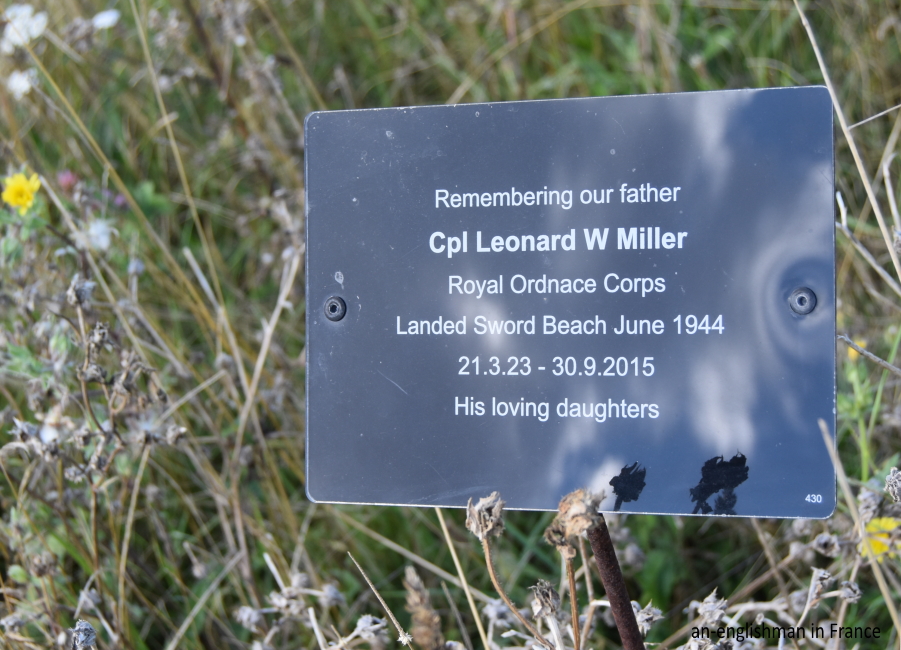 Remembering our father
Cpl Leonard W Miller
Royal Ordnace Corps
Landed Sword Beach June 1944
21.3.23 - 30.9.2015
His loving daughters
430
an-englishman in France